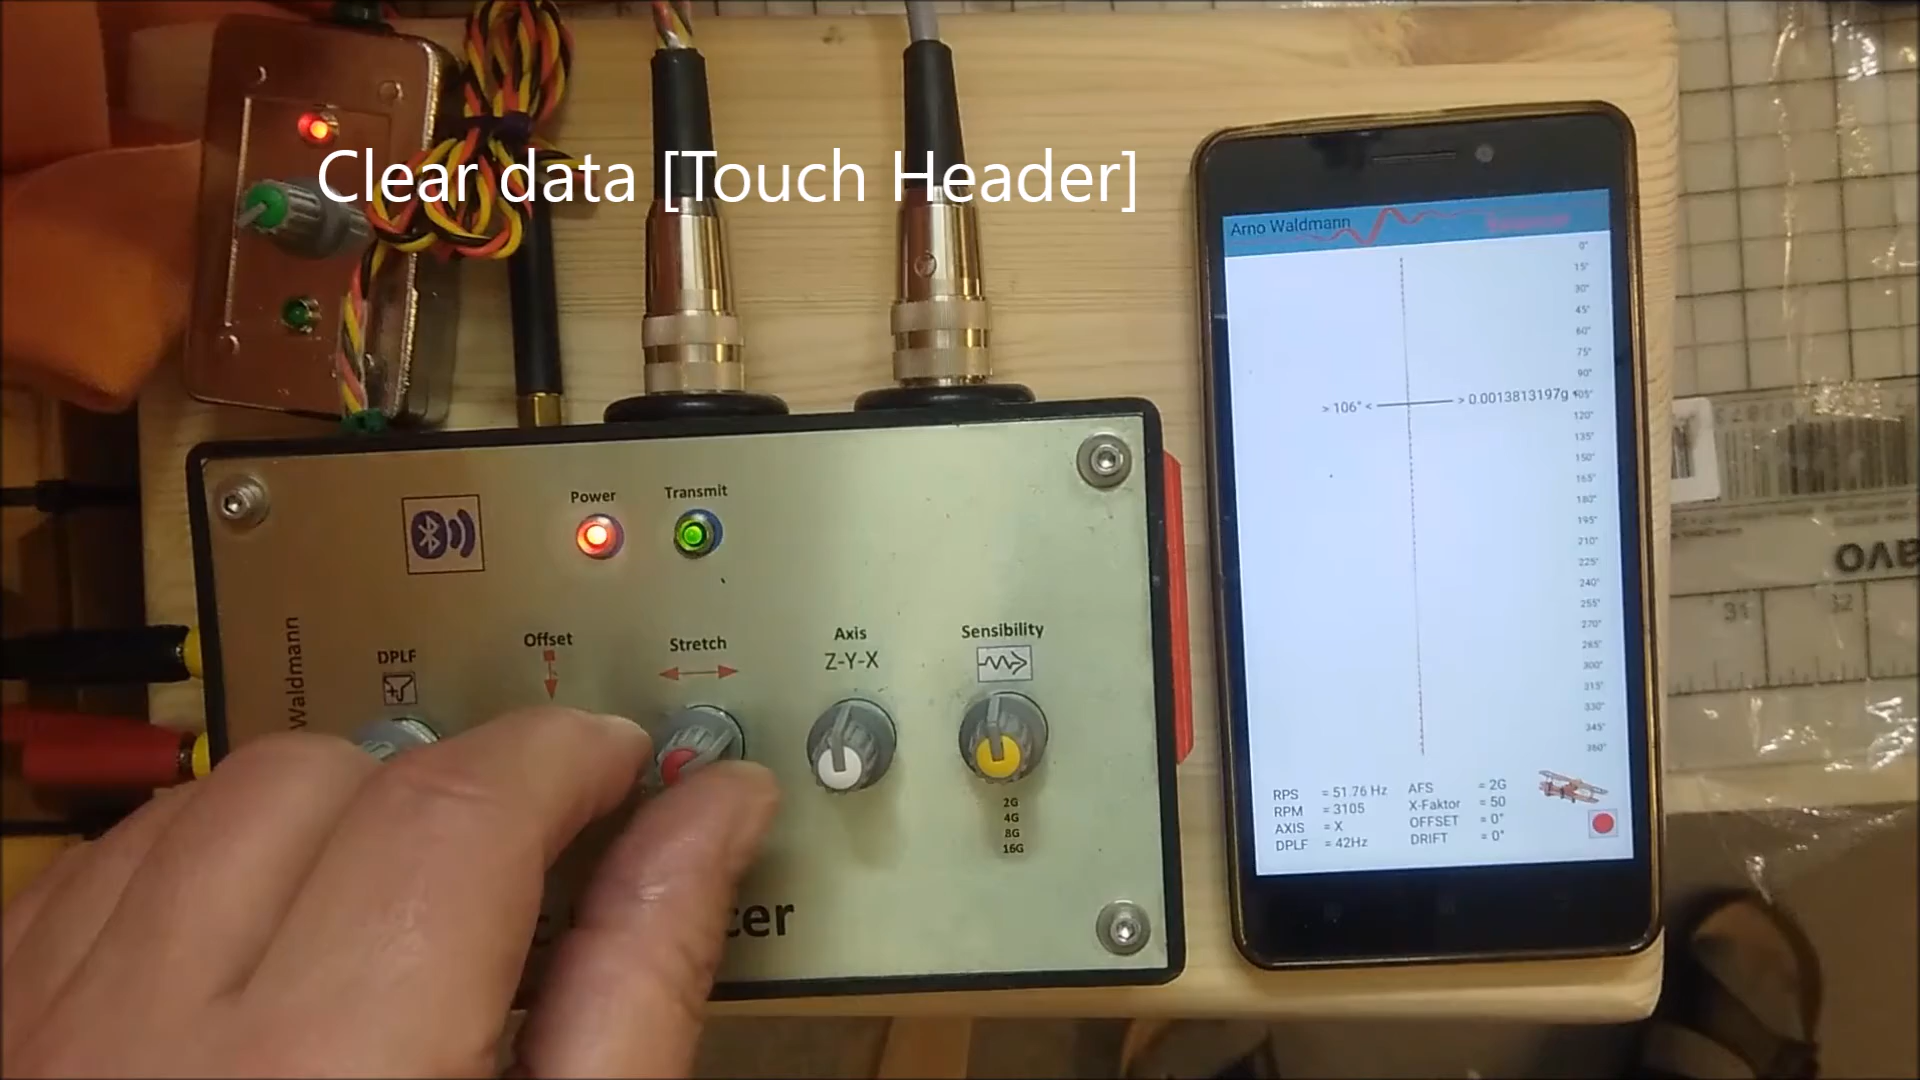 Clear data [Touch Header]
Arno Waldmann
0°
15°
30°
45°
60°
75°
90°
> 106° <
> 0.0013813197g
105°
120°
135°
150°
165°
180°
195°
210°
225°
240°
255°
270°
285°
300°
315°
330°
345°
360°
RPS = 51.76 Hz
AFS = 2G
RPM = 3105
X-Faktor = 50
AXIS = X
OFFSET = 0°
DPLF = 42Hz
DRIFT = 0°
Power
Transmit
Waldmann
DPLF
Offset
Stretch
Axis
Z-Y-X
Sensibility
2G
4G
8G
16G
cer
31
32